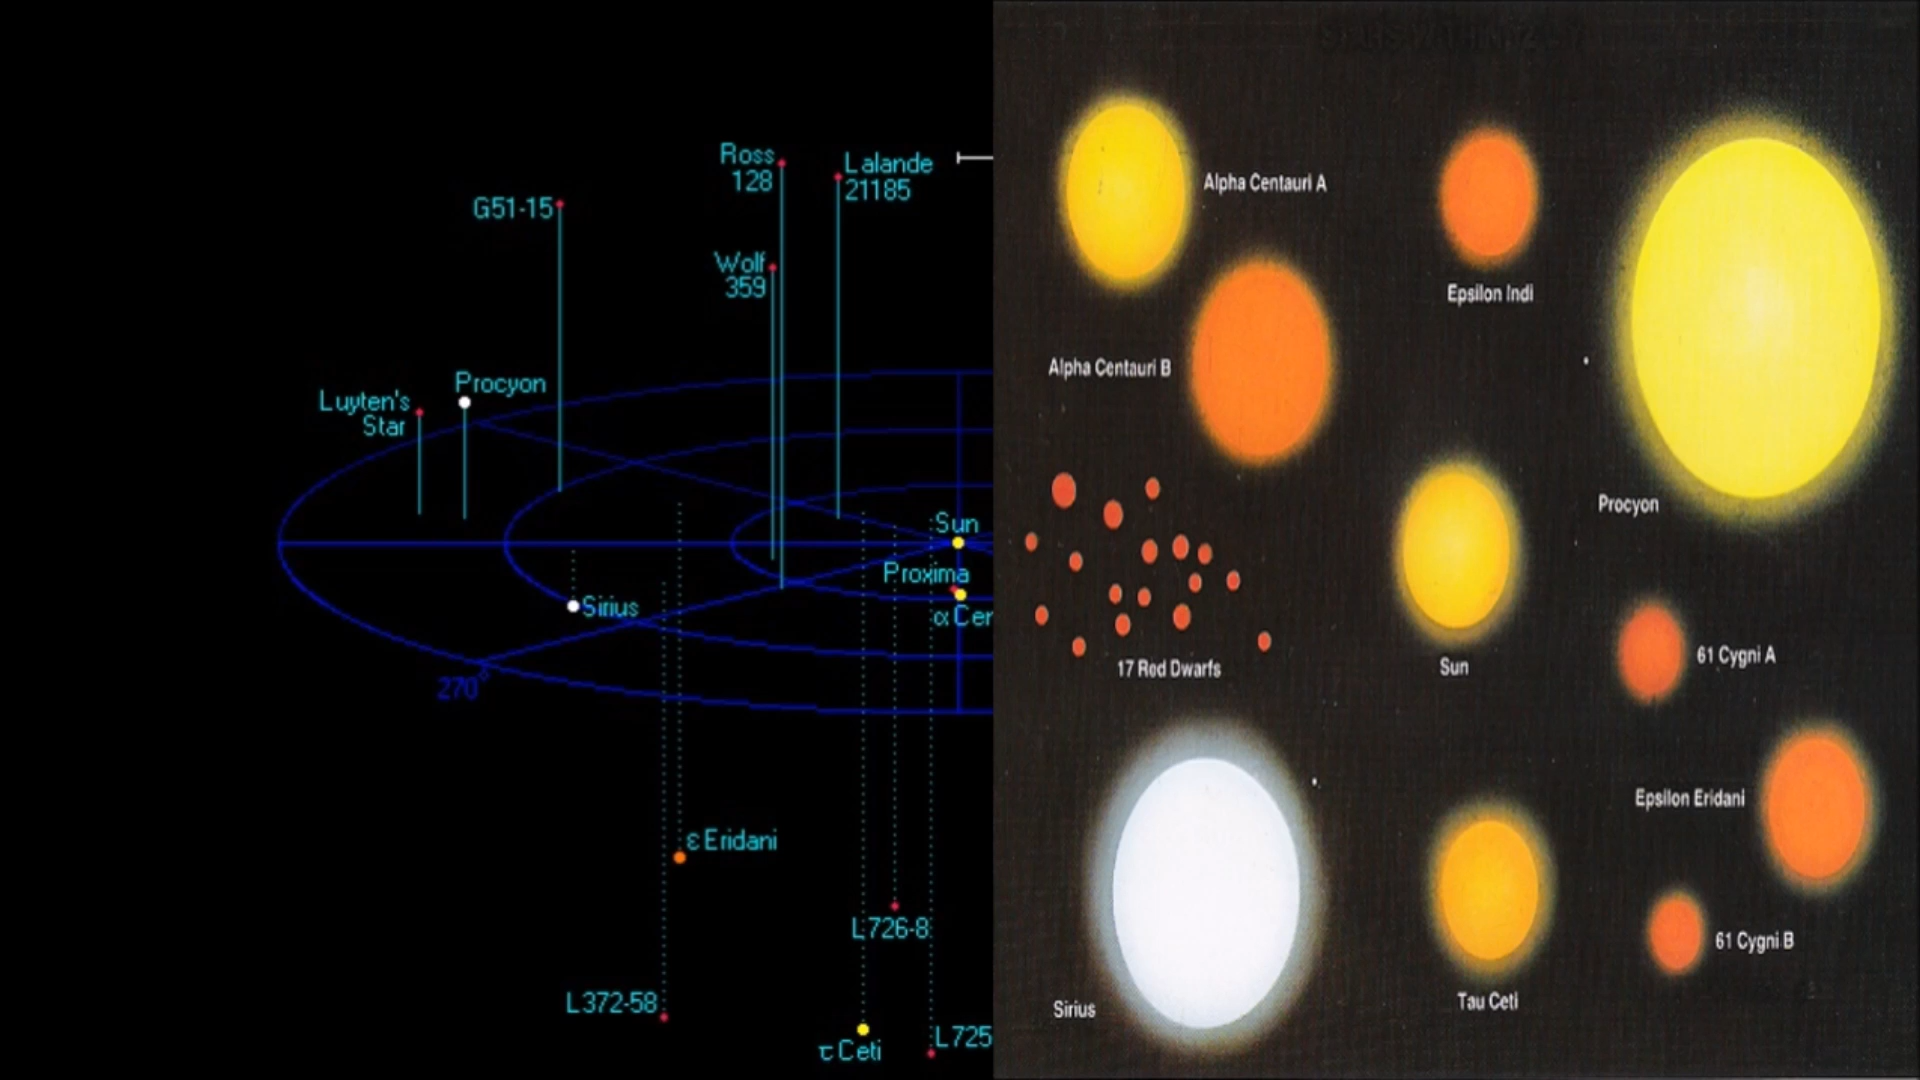 Ross
128
Lalande
21185
G51-15
Wolf
359
Procyon
Luyten's
Star
Sun
Proxima
α Cen
Sirius
270°
ε Eridani
L726-8
L372-58
τ Ceti
L725
Alpha Centauri A
Epsilon Indi
Alpha Centauri B
Procyon
Sun
61 Cygni A
17 Red Dwarfs
Epsilon Eridani
61 Cygni B
Tau Ceti
Sirius